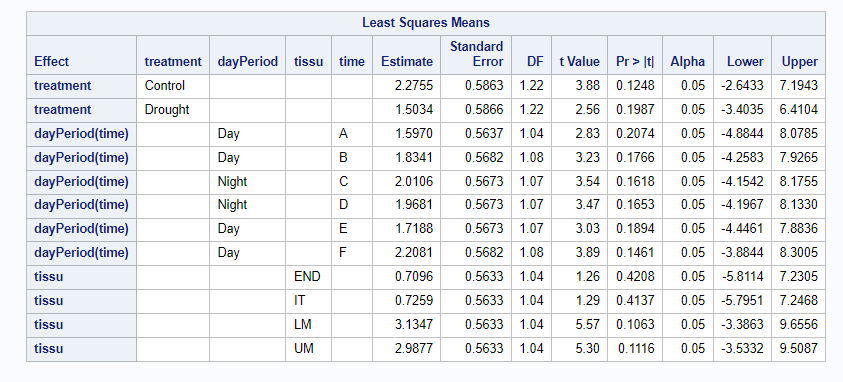 Least Squares Means
Effect treatment dayPeriod tissu time Estimate Standard Error DF t Value Pr > |t| Alpha Lower Upper
treatment Control 2.2755 0.5863 1.22 3.88 0.1248 0.05 -2.6433 7.1943
treatment Drought 1.5034 0.5866 1.22 2.56 0.1987 0.05 -3.4035 6.4104
dayPeriod(time) Day A 1.5970 0.5637 1.04 2.83 0.2074 0.05 -4.8844 8.0785
dayPeriod(time) Day B 1.8341 0.5682 1.08 3.23 0.1766 0.05 -4.2583 7.9265
dayPeriod(time) Night C 2.0106 0.5673 1.07 3.54 0.1618 0.05 -4.1542 8.1755
dayPeriod(time) Night D 1.9681 0.5673 1.07 3.47 0.1653 0.05 -4.1967 8.1330
dayPeriod(time) Day E 1.7188 0.5673 1.07 3.03 0.1894 0.05 -4.4461 7.8836
dayPeriod(time) Day F 2.2081 0.5682 1.08 3.89 0.1461 0.05 -3.8844 8.3005
tissu END 0.7096 0.5633 1.04 1.26 0.4208 0.05 -5.8114 7.2305
tissu IT 0.7259 0.5633 1.04 1.29 0.4137 0.05 -5.7951 7.2468
tissu LM 3.1347 0.5633 1.04 5.57 0.1063 0.05 -3.3863 9.6556
tissu UM 2.9877 0.5633 1.04 5.30 0.1116 0.05 -3.5332 9.5087